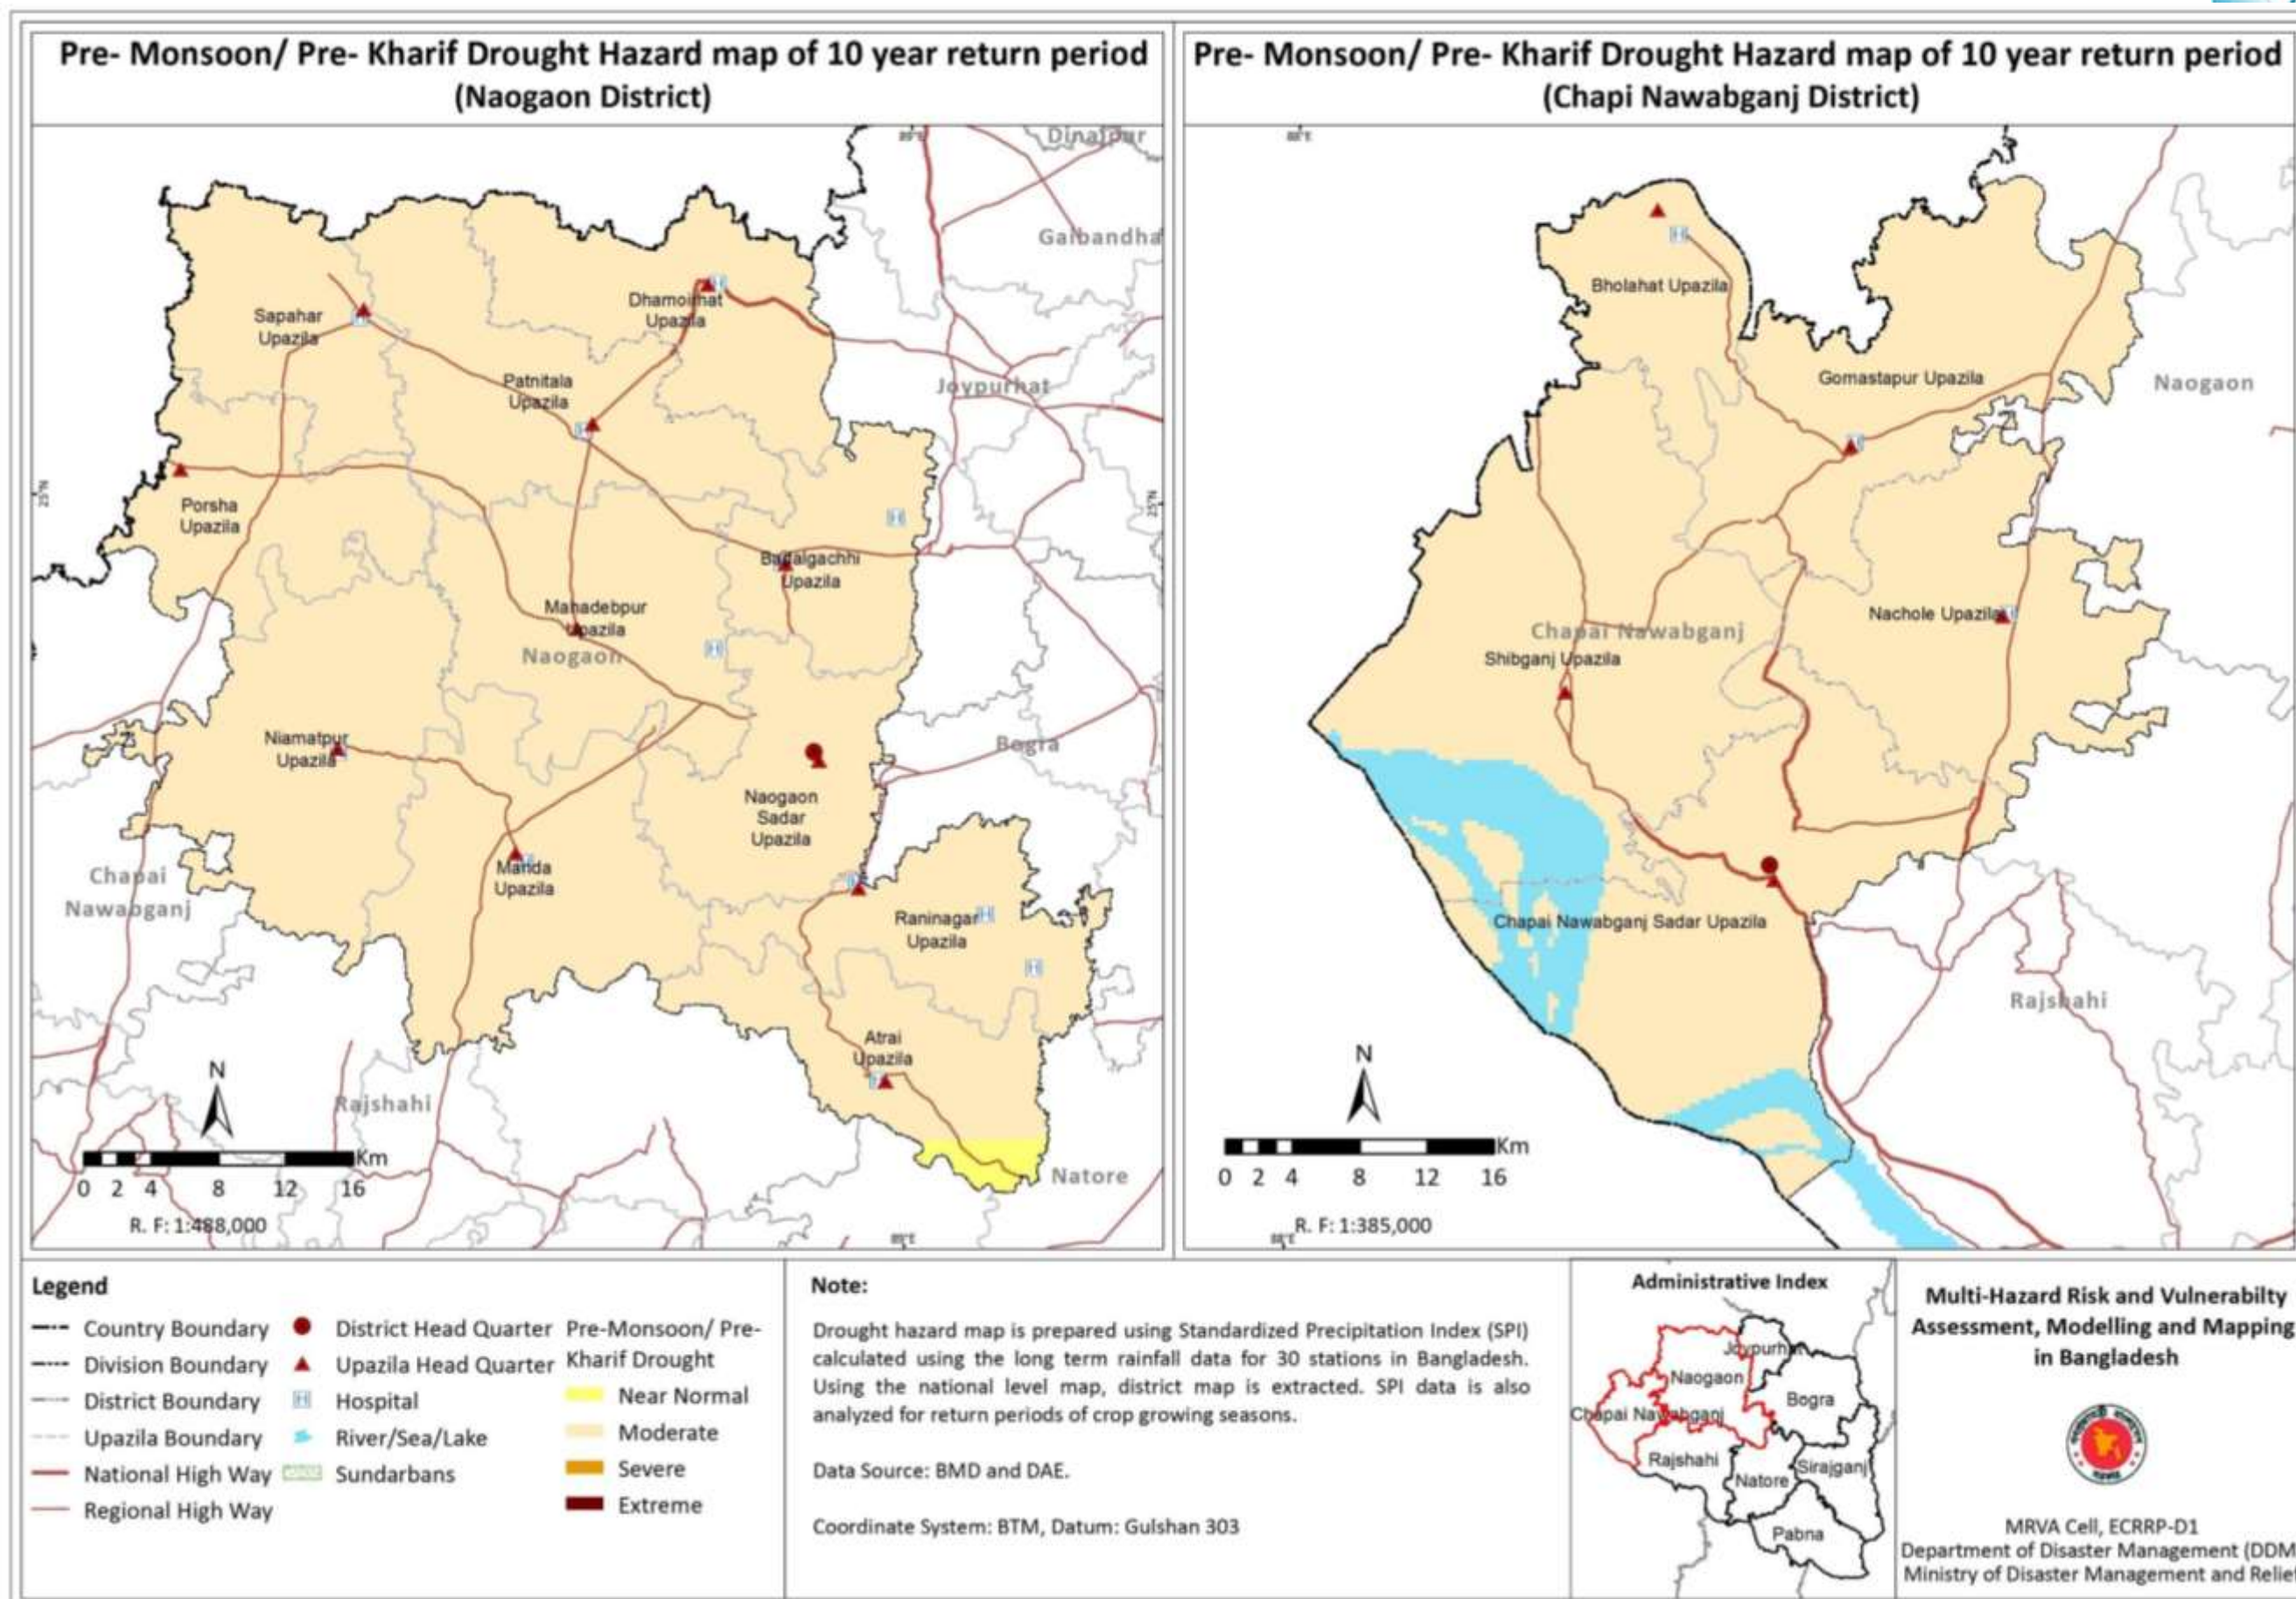 Pre- Monsoon/ Pre- Kharif Drought Hazard map of 10 year return period
(Naogaon District)
89°E
Dinajpur
Gaibandha
Sapahar
Upazila
Dhamoirhat
Upazila
Patnitala
Upazila
Joypurhat
25°N
25°N
Porsha
Upazila
Badalgachhi
Upazila
Mahadebpur
Upazila
Naogaon
Niamatpur
Upazila
Bogra
Naogaon
Sadar
Upazila
Chapai
Nawabganj
Manda
Upazila
Raninagar
Upazila
Atrai
Upazila
Rajshahi
Natore
N
Km
0 2 4 8 12 16
R. F: 1:488,000
89°E
Pre- Monsoon/ Pre- Kharif Drought Hazard map of 10 year return period
(Chapi Nawabganj District)
88°E
Bholahat Upazila
Gomastapur Upazila
Naogaon
Nachole Upazila
Chapai Nawabganj
Shibganj Upazila
Chapai Nawabganj Sadar Upazila
Rajshahi
N
Km
0 2 4 8 12 16
R. F: 1:385,000
88°E
Legend
Country Boundary
Division Boundary
District Boundary
Upazila Boundary
National High Way
Regional High Way
District Head Quarter
Upazila Head Quarter
H Hospital
River/Sea/Lake
Sundarbans
Pre-Monsoon/ Pre-
Kharif Drought
Near Normal
Moderate
Severe
Extreme
Note:
Drought hazard map is prepared using Standardized Precipitation Index (SPI)
calculated using the long term rainfall data for 30 stations in Bangladesh.
Using the national level map, district map is extracted. SPI data is also
analyzed for return periods of crop growing seasons.
Data Source: BMD and DAE.
Coordinate System: BTM, Datum: Gulshan 303
Administrative Index
Joypurhat
Naogaon
Bogra
Chapai Nawabganj
Rajshahi
Sirajganj
Natore
Pabna
Multi-Hazard Risk and Vulnerabilty
Assessment, Modelling and Mapping
in Bangladesh
MRVA Cell, ECRRP-D1
Department of Disaster Management (DDM
Ministry of Disaster Management and Relief